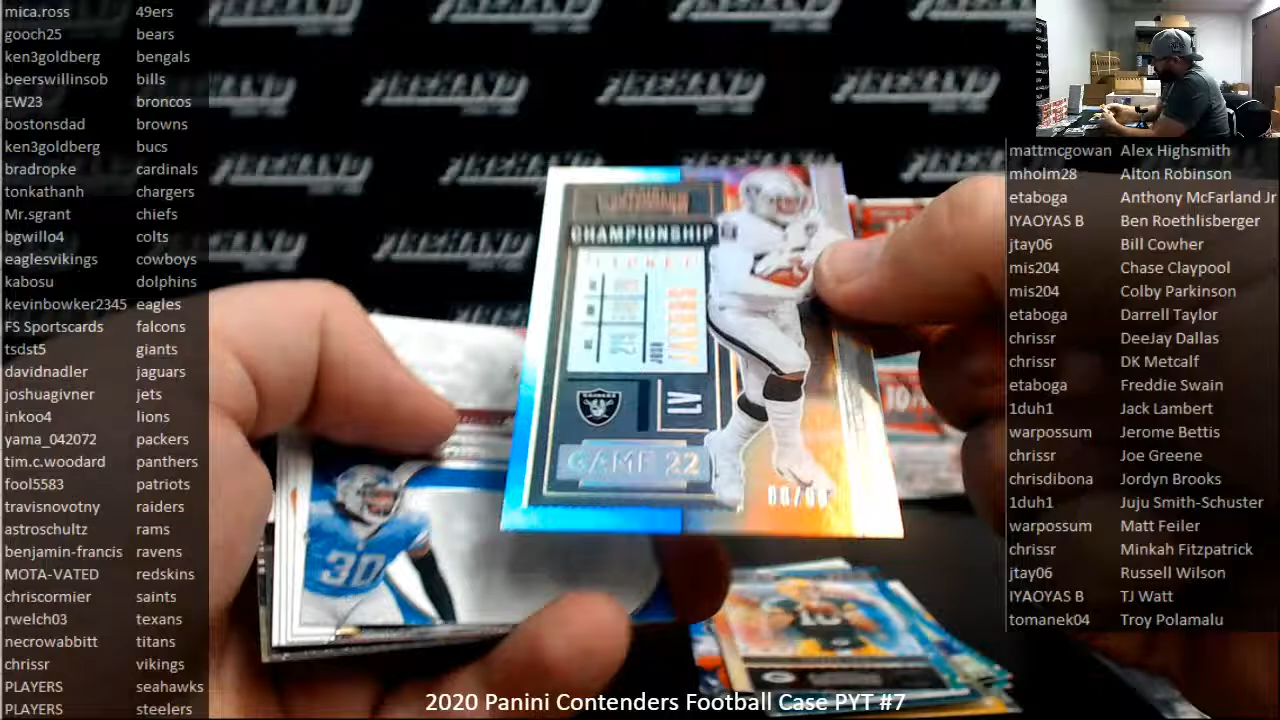 mica.ross 49ers
gooch25 bears
ken3goldberg bengals
beerswillinsob bills
EW23 broncos
bostonsdad browns
ken3goldberg bucs
bradropke cardinals
tonkathanh chargers
Mr.sgrant chiefs
bgwillo4 colts
eaglesvikings cowboys
kabosu dolphins
kevinbowker2345 eagles
FS Sportscards falcons
tsdst5 giants
davidnadler jaguars
joshuagivner jets
inkoo4 lions
yama_042072 packers
tim.c.woodard panthers
fool5583 patriots
travisnovotny raiders
astroschultz rams
benjamin-francis ravens
MOTA-VATED redskins
chriscormier saints
rwelch03 texans
necrowabbitt titans
chrissr vikings
PLAYERS seahawks
PLAYERS steelers
FIREHAND
CHAMPIONSHIP
TICKET
JOSH
JACOBS
RAIDERS
LV
GAME 22
30
mattmcgowan Alex Highsmith
mholm28 Alton Robinson
etaboga Anthony McFarland Jr
IYAOYAS B Ben Roethlisberger
jtay06 Bill Cowher
mis204 Chase Claypool
mis204 Colby Parkinson
etaboga Darrell Taylor
chrissr DeeJay Dallas
chrissr DK Metcalf
etaboga Freddie Swain
1duh1 Jack Lambert
warpossum Jerome Bettis
chrissr Joe Greene
chrisdibona Jordyn Brooks
1duh1 Juju Smith-Schuster
warpossum Matt Feiler
chrissr Minkah Fitzpatrick
jtay06 Russell Wilson
IYAOYAS B TJ Watt
tomanek04 Troy Polamalu
2020 Panini Contenders Football Case PYT #7